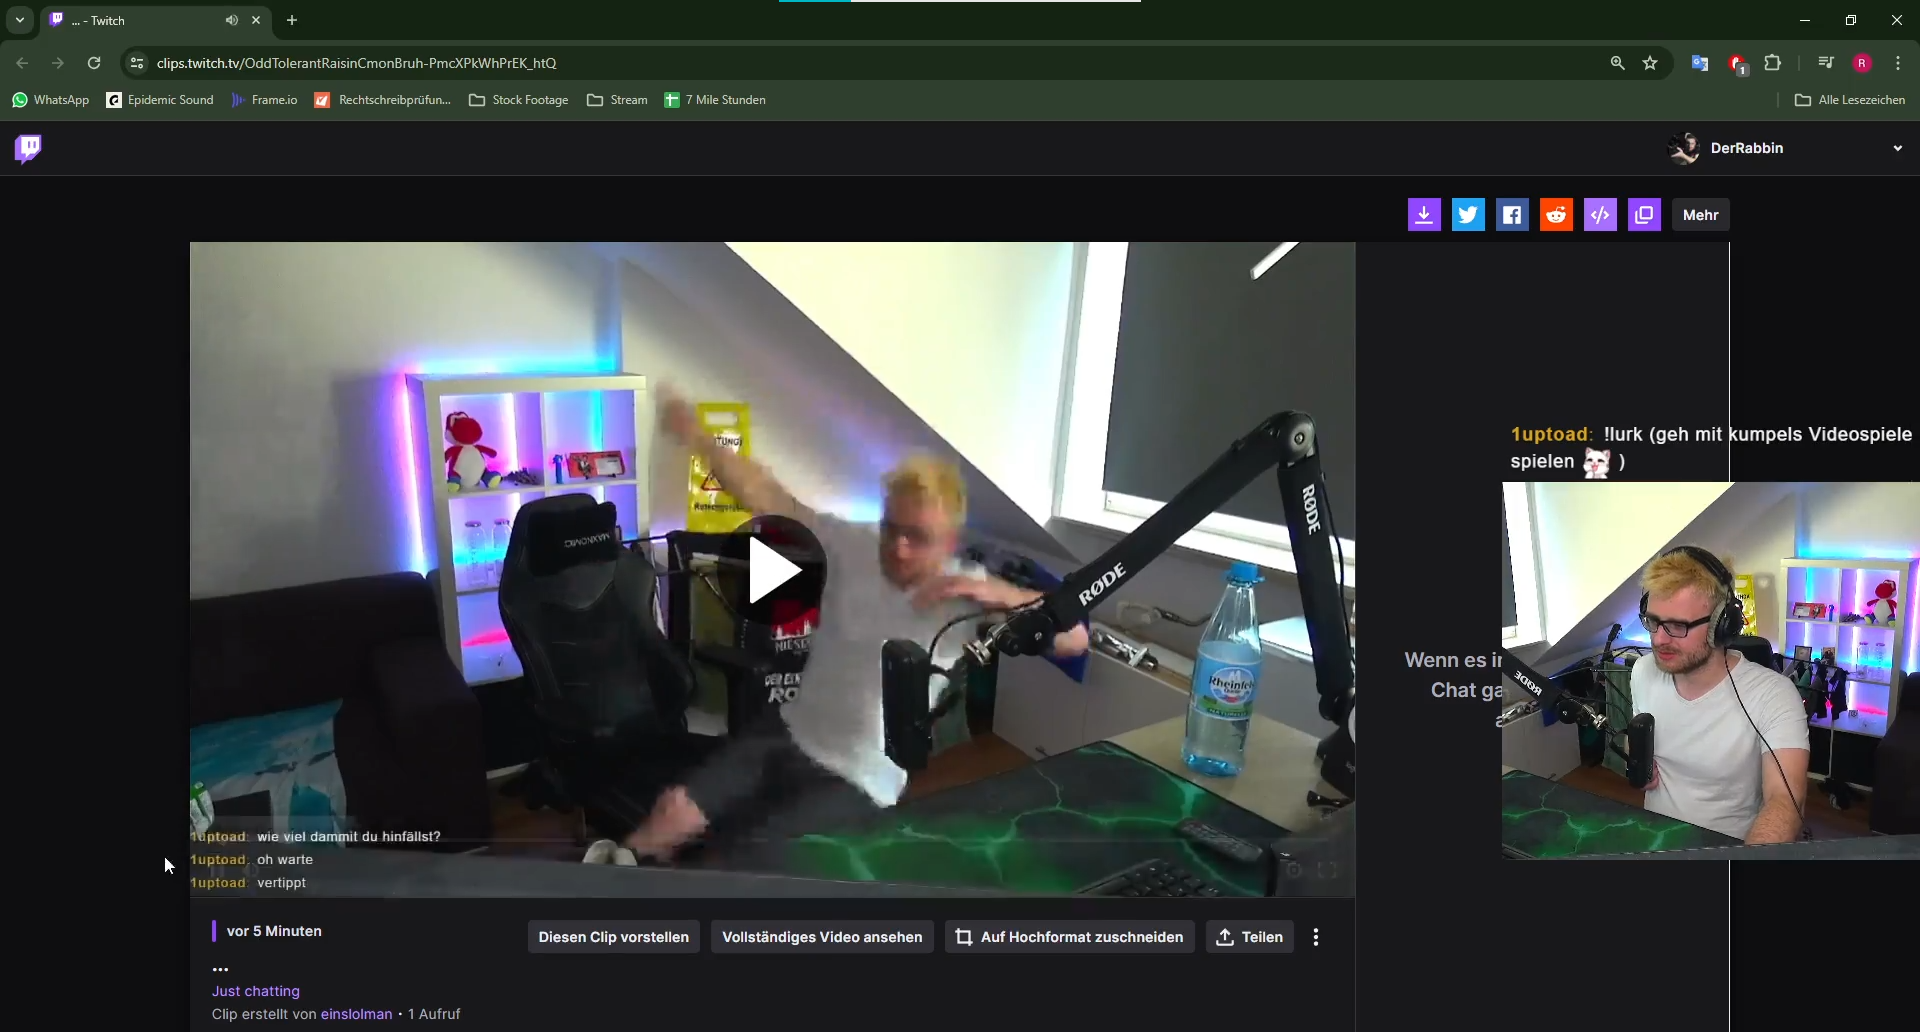 ... - Twitch
clips.twitch.tv/OddTolerantRaisinCmonBruh-PmcXPkWhPrEK_htQ
1
R
WhatsApp
Epidemic Sound
Frame.io
Rechtschreibprüfun...
Stock Footage
Stream
7 Mile Stunden
Alle Lesezeichen
DerRabbin
Mehr
MAXNOMIC
RØDE
RØDE
1uptoad: !lurk (geh mit kumpels Videospiele
spielen )
RØDE
Chat
1uptoad: wie viel dammit du hinfällst?
1uptoad: oh warte
1uptoad: vertippt
vor 5 Minuten
Diesen Clip vorstellen
Vollständiges Video ansehen
Auf Hochformat zuschneiden
Teilen
...
Just chatting
Clip erstellt von einslolman • 1 Aufruf